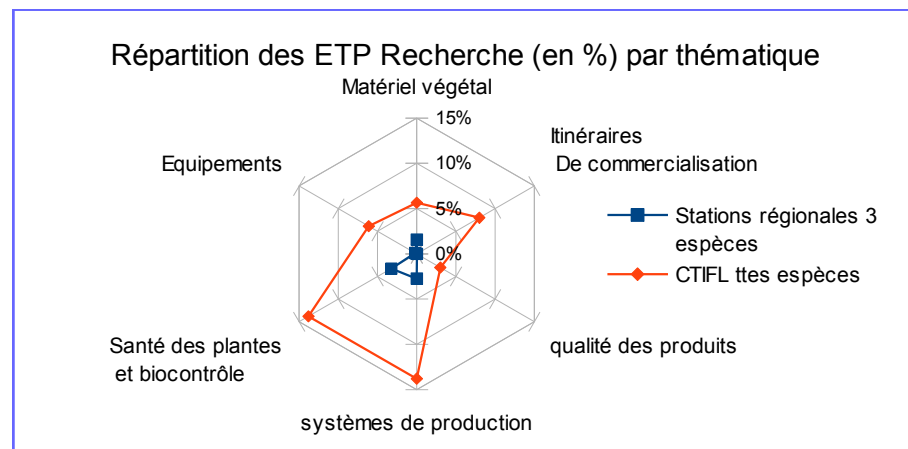 Répartition des ETP Recherche (en %) par thématique
Matériel végétal
15%
10%
5%
0%
Itinéraires
De commercialisation
Equipements
Stations régionales 3
espèces
CTIFL ttes espèces
Santé des plantes
et biocontrôle
qualité des produits
systèmes de production